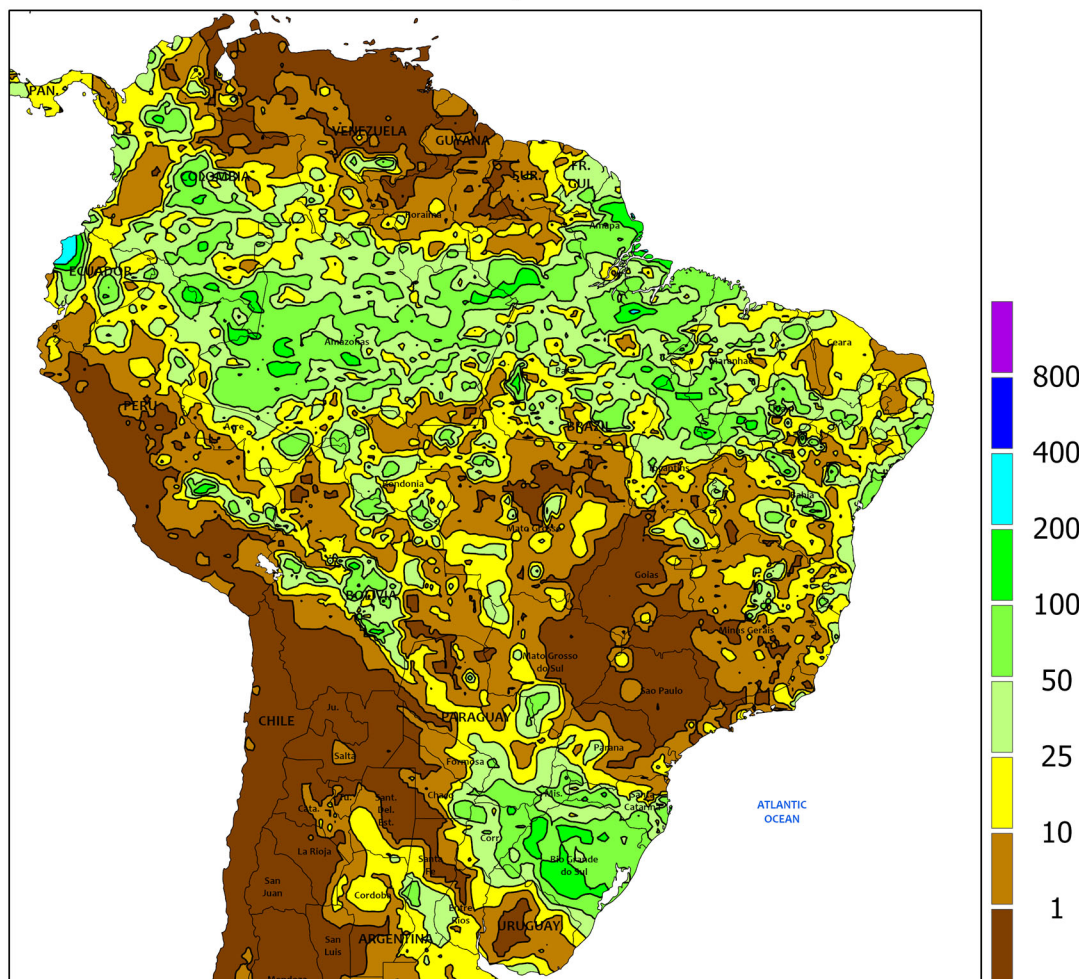 PAN.
VENEZUELA
GUYANA
COLOMBIA
SUR.
FR.
GUI.
Roraima
Amapa
ECUADOR
Amazonas
Ceara
Maranhao
Para
PERU
Acre
BRAZIL
Tocantins
Rondonia
Bahia
Mato Grosso
Goias
BOLIVIA
Minas Gerais
Mato Grosso
do Sul
Sao Paulo
CHILE
Ju.
PARAGUAY
Parana
Salta
Formosa
Cata.
Tu.
Sant.
Del
Est.
Chaco
Mis.
Santa
Catarina
La Rioja
Corr.
Santa
Fe
Rio Grande
do Sul
San
Juan
Cordoba
Entre
Rios
URUGUAY
San
Luis
ARGENTINA
Mendoza
ATLANTIC
OCEAN
800
400
200
100
50
25
10
1